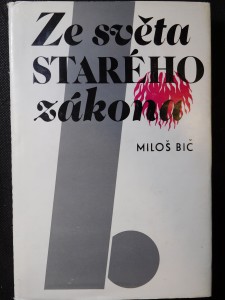 Ze světa
STARÉHO
zákona
MILOŠ BIČ
I.